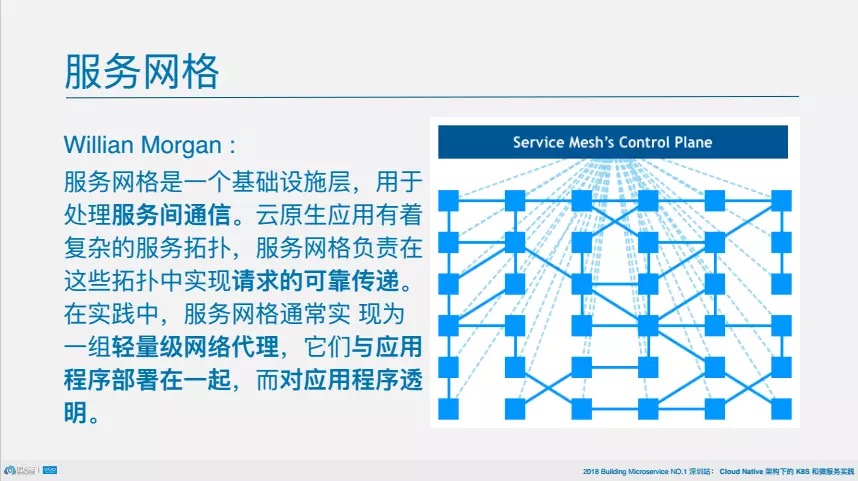 服务网格
Willian Morgan :
服务网格是一个基础设施层，用于
处理服务间通信。云原生应用有着
复杂的服务拓扑，服务网格负责在
这些拓扑中实现请求的可靠传递。
在实践中，服务网格通常实 现为
一组轻量级网络代理，它们与应用
程序部署在一起，而对应用程序透
明。
Service Mesh's Control Plane
2018 Building Microservice NO.1 深圳站： Cloud Native 架构下的 K8S 和微服务实践